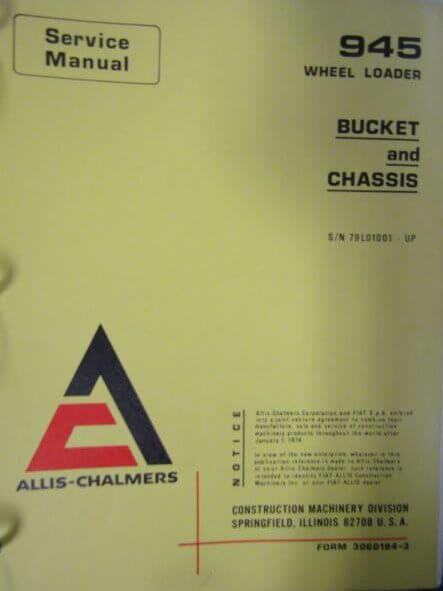 Service
Manual
945
WHEEL LOADER
BUCKET
and
CHASSIS
S/N 79L01001 - UP
ALLIS-CHALMERS
NOTICE
Allis-Chalmers Corporation and FIAT S.p.A. entered
into a joint venture agreement to combine their
manufacture, sale and service of construction
machinery products throughout the world after
January 1, 1974
In view of the new enterprise, wherever in this
publication reference is made to Allis Chalmers
or your Allis Chalmers dealer, such reference is
intended to identify FIAT-ALLIS Construction
Machinery Inc. or your FIAT-ALLIS dealer
CONSTRUCTION MACHINERY DIVISION
SPRINGFIELD, ILLINOIS 62708 U.S.A.
FORM 3060184-3